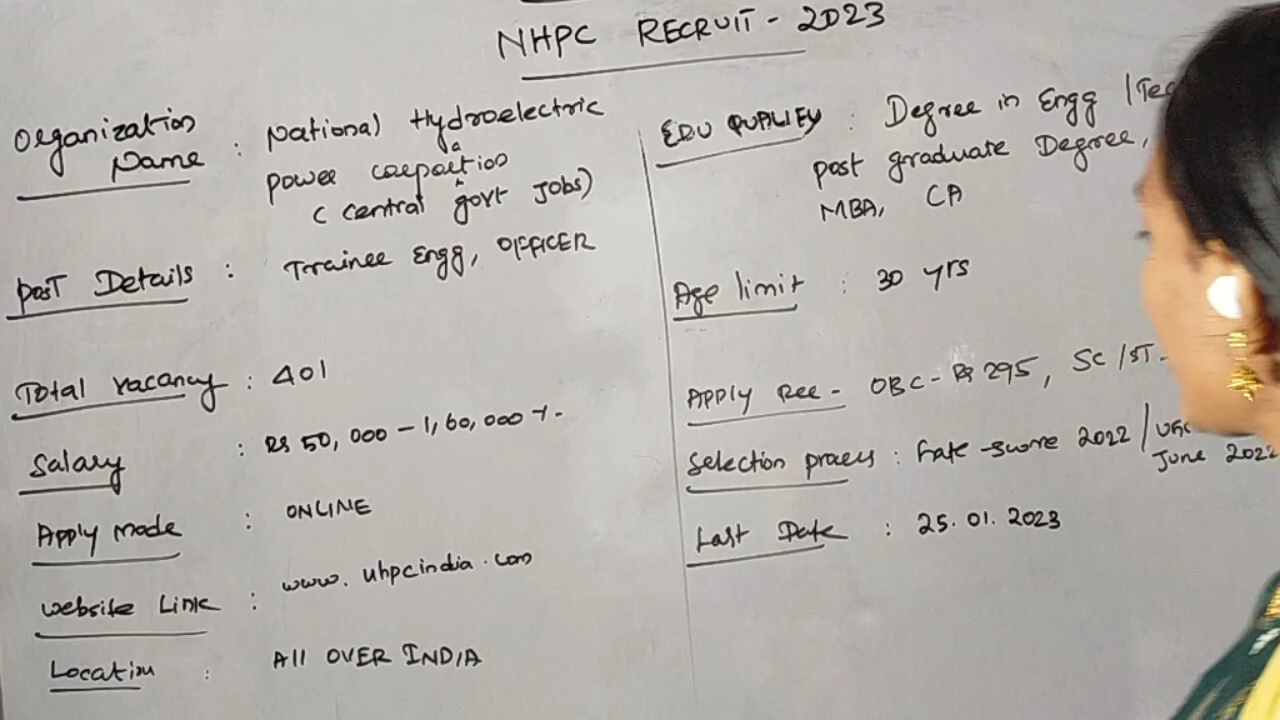 NHPC RECRUIT - 2023
Organization Name : National Hydroelectric
power corporation
( central govt Jobs)
POST Details : Trainee Engg, OFFICER
Total vacancy : 401
Salary : Rs 50,000 - 1,60,000 /-
Apply mode : ONLINE
website Link : www.nhpcindia.com
Location : All OVER INDIA
EDU QUALIFY : Degree in Engg /Tec
post graduate Degree,
MBA, CA
Age limit : 30 yrs
Apply Fee - OBC - Rs 295, SC /ST -
Selection process : Gate -score 2022 /
June 2022
Last Date : 25.01.2023